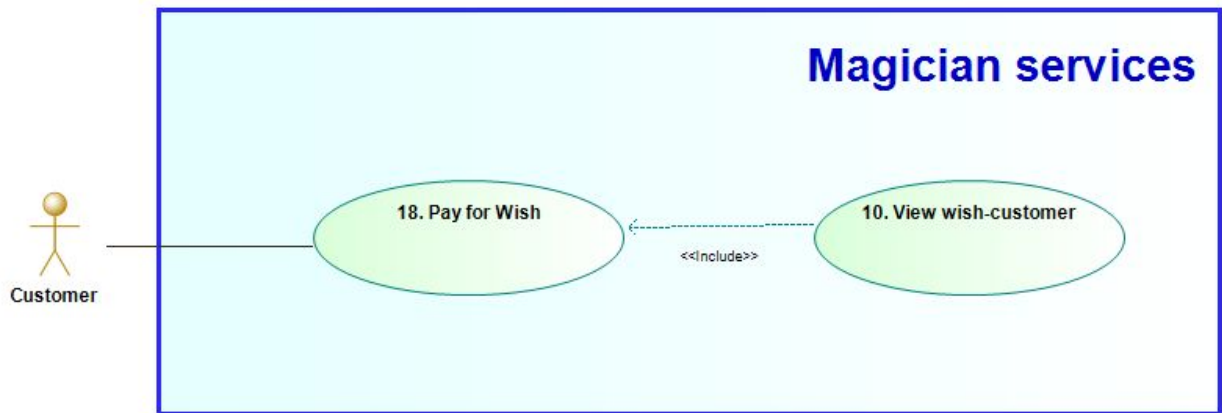 Magician services
18. Pay for Wish
10. View wish-customer
<<Include>>
Customer